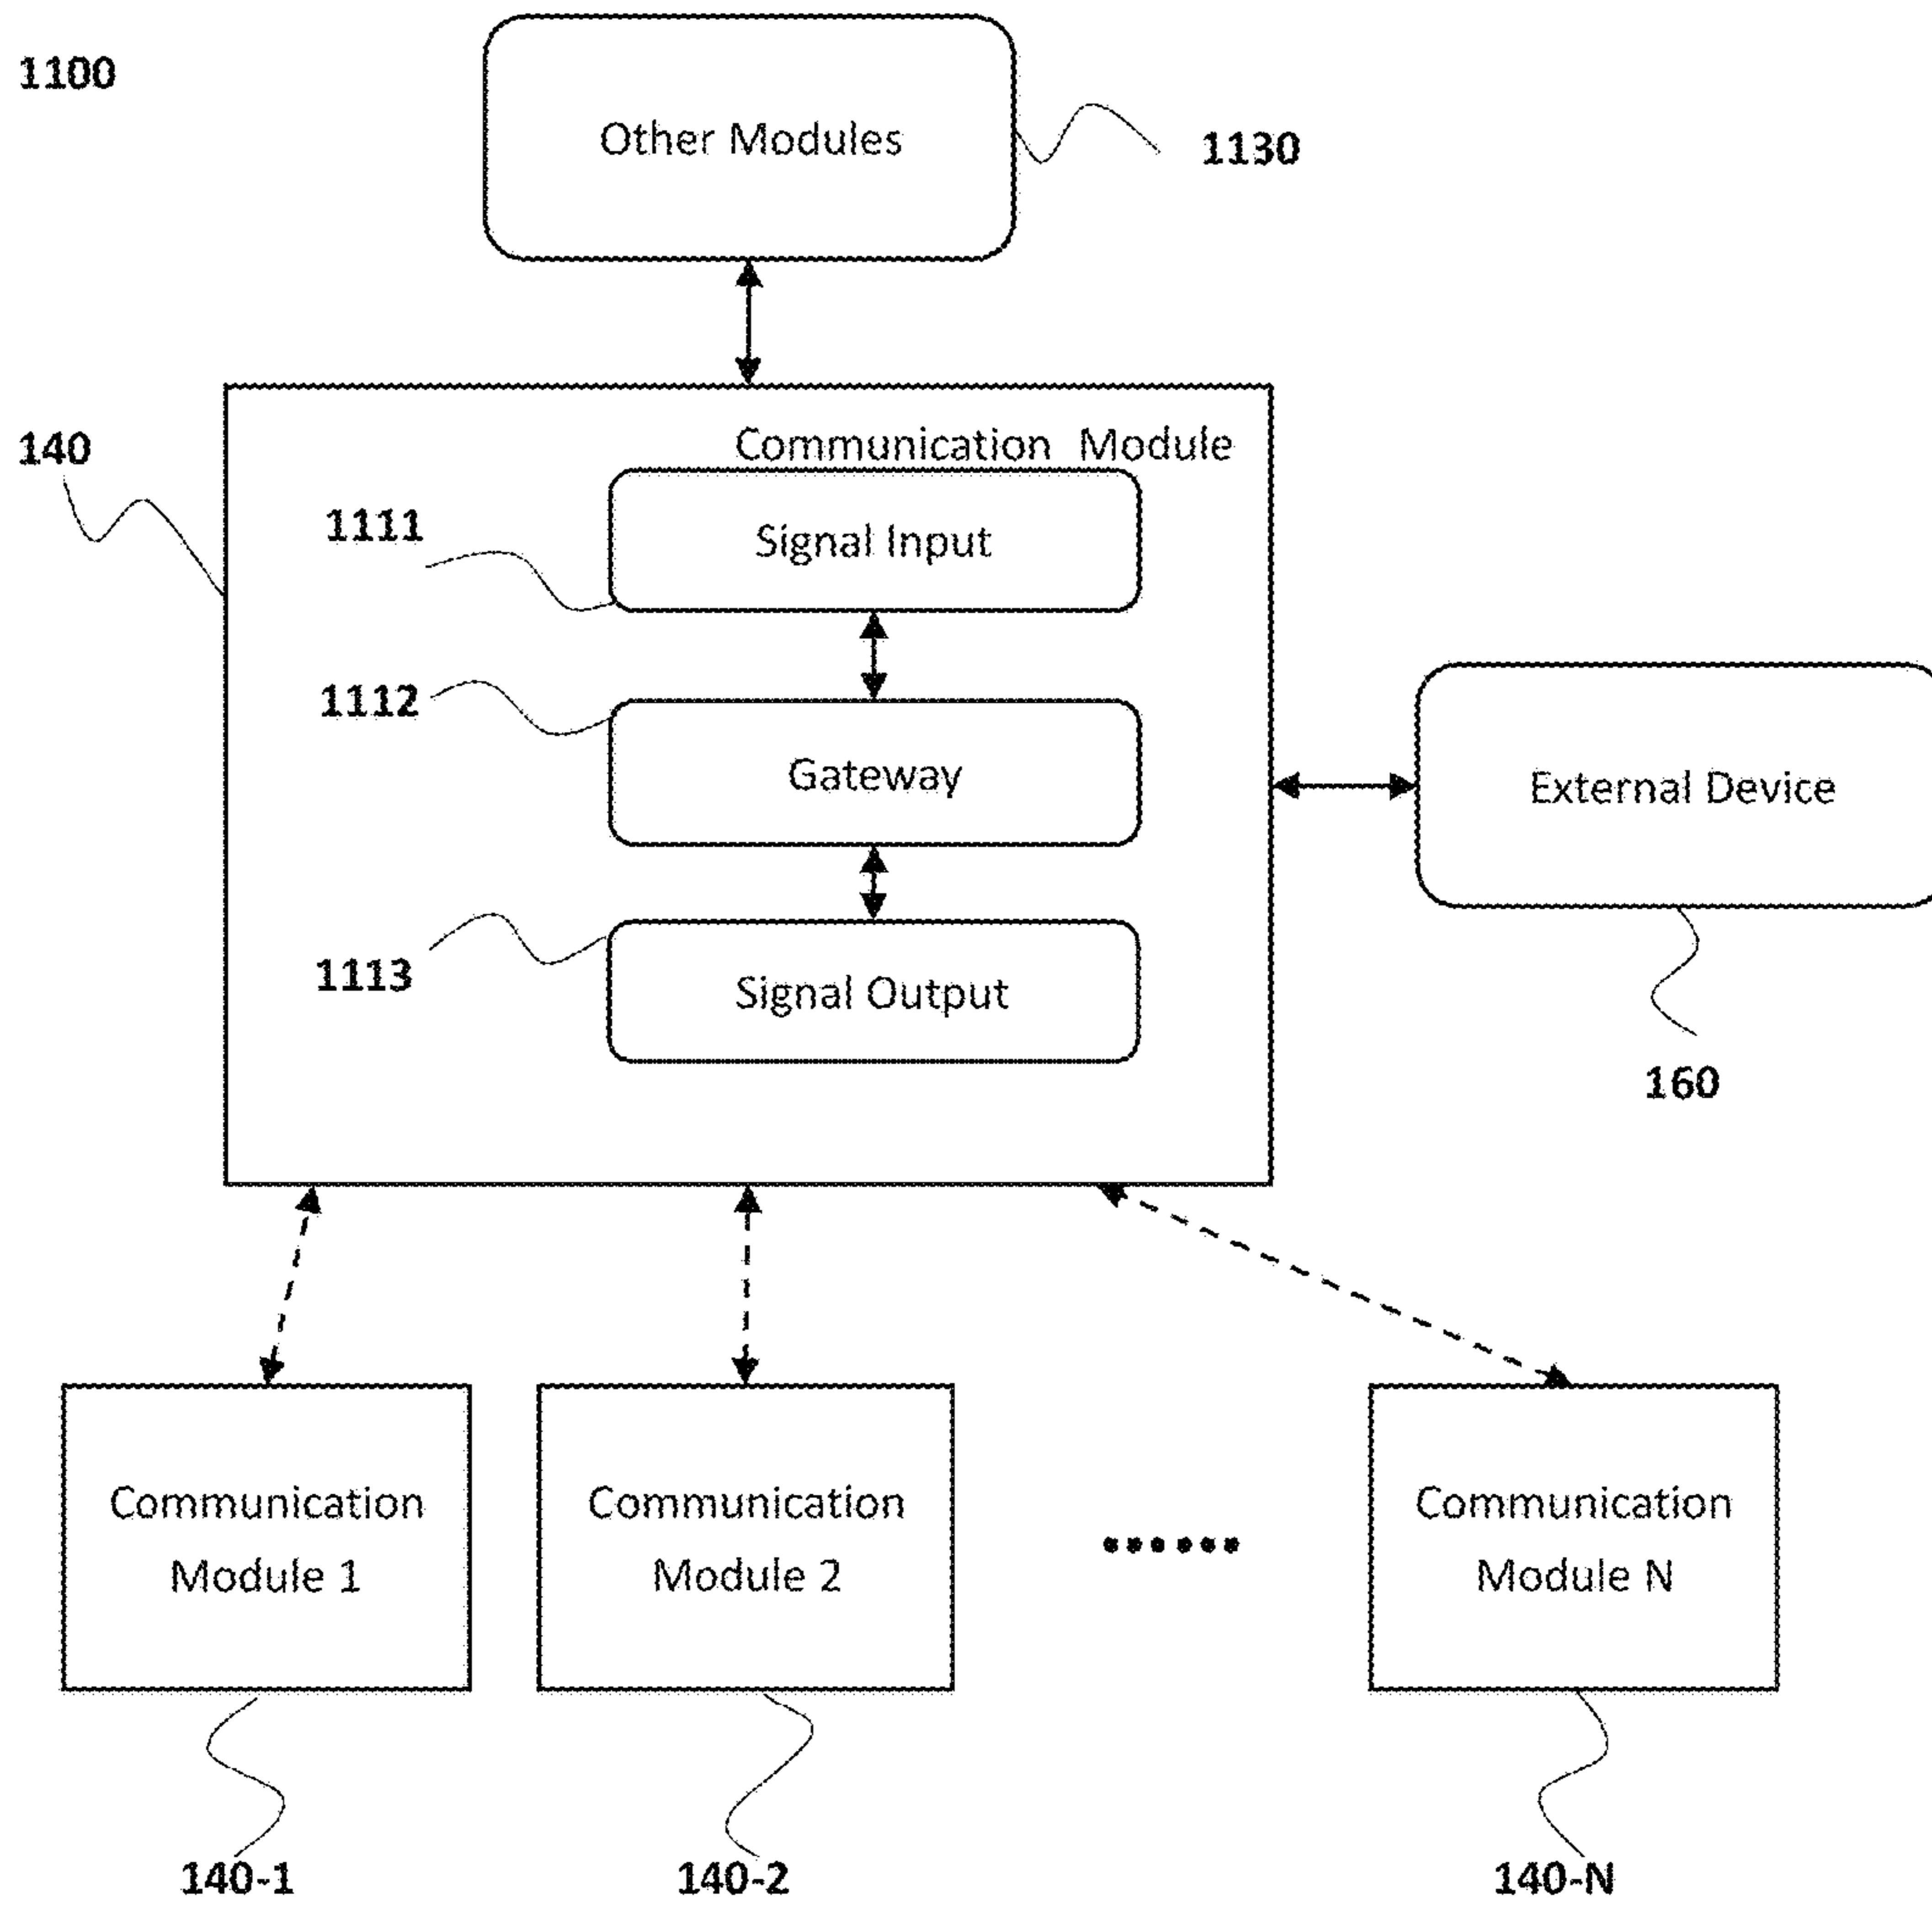 1100
Other Modules
1130
140
Communication Module
1111
Signal Input
1112
Gateway
External Device
1113
Signal Output
160
Communication
Module 1
Communication
Module 2
......
Communication
Module N
140-1
140-2
140-N